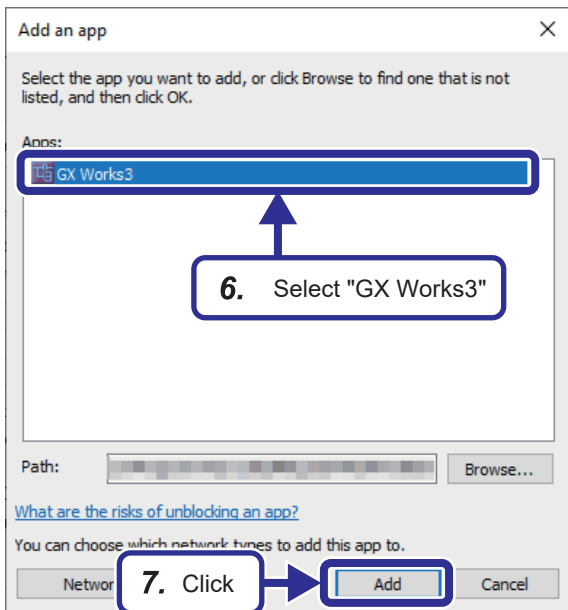 Add an app
Select the app you want to add, or click Browse to find one that is not
listed, and then click OK.
Apps:
GX Works3
6. Select "GX Works3"
Path:
Browse...
What are the risks of unblocking an app?
You can choose which network types to add this app to.
Networ
7. Click
Add
Cancel